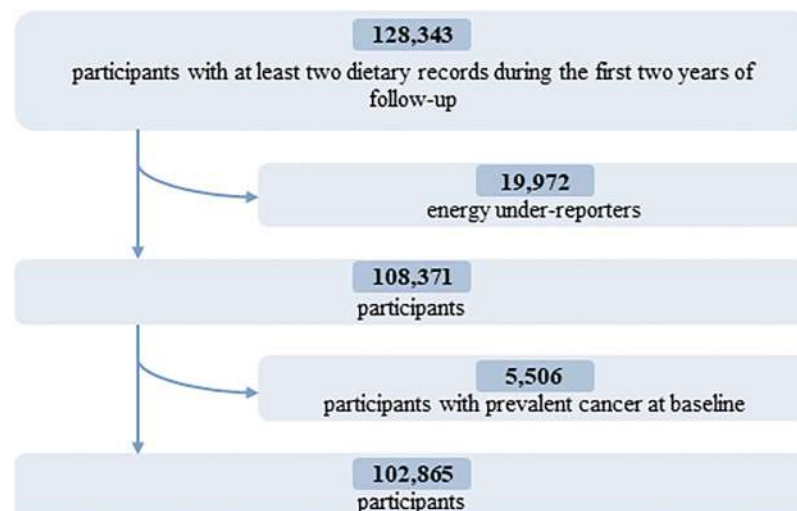 128,343
participants with at least two dietary records during the first two years of
follow-up
19,972
energy under-reporters
108,371
participants
5,506
participants with prevalent cancer at baseline
102,865
participants